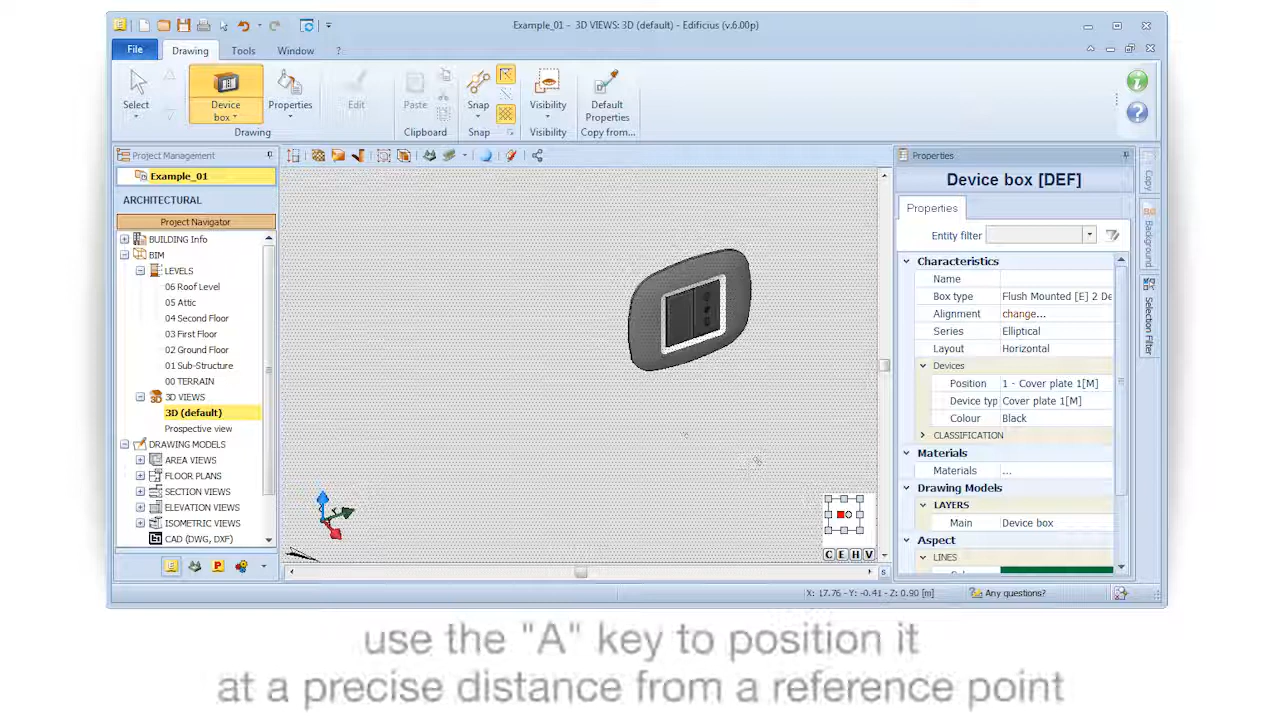 Example_01 - 3D VIEWS: 3D (default) - Edificius (v.6.00p)
File
Drawing
Tools
Window
?
Select
Device
box
Properties
Edit
Paste
Snap
Visibility
Default
Properties
Drawing
Clipboard
Snap
Visibility
Copy from...
Project Management
Example_01
ARCHITECTURAL
Project Navigator
BUILDING Info
BIM
LEVELS
06 Roof Level
05 Attic
04 Second Floor
03 First Floor
02 Ground Floor
01 Sub-Structure
00 TERRAIN
3D VIEWS
3D (default)
Prospective view
DRAWING MODELS
AREA VIEWS
FLOOR PLANS
SECTION VIEWS
ELEVATION VIEWS
ISOMETRIC VIEWS
CAD (DWG, DXF)
C E H V
s
Properties
Device box [DEF]
Properties
Entity filter
Characteristics
Name
Box type Flush Mounted [E] 2 De
Alignment change...
Series Elliptical
Layout Horizontal
Devices
Position 1 - Cover plate 1[M]
Device typ Cover plate 1[M]
Colour Black
CLASSIFICATION
Materials
Materials ...
Drawing Models
LAYERS
Main Device box
Aspect
LINES
Copy
Background
Selection Filter
X: 17.76 - Y: -0.41 - Z: 0.90 [m]
Any questions?
use the "A" key to position it
at a precise distance from a reference point